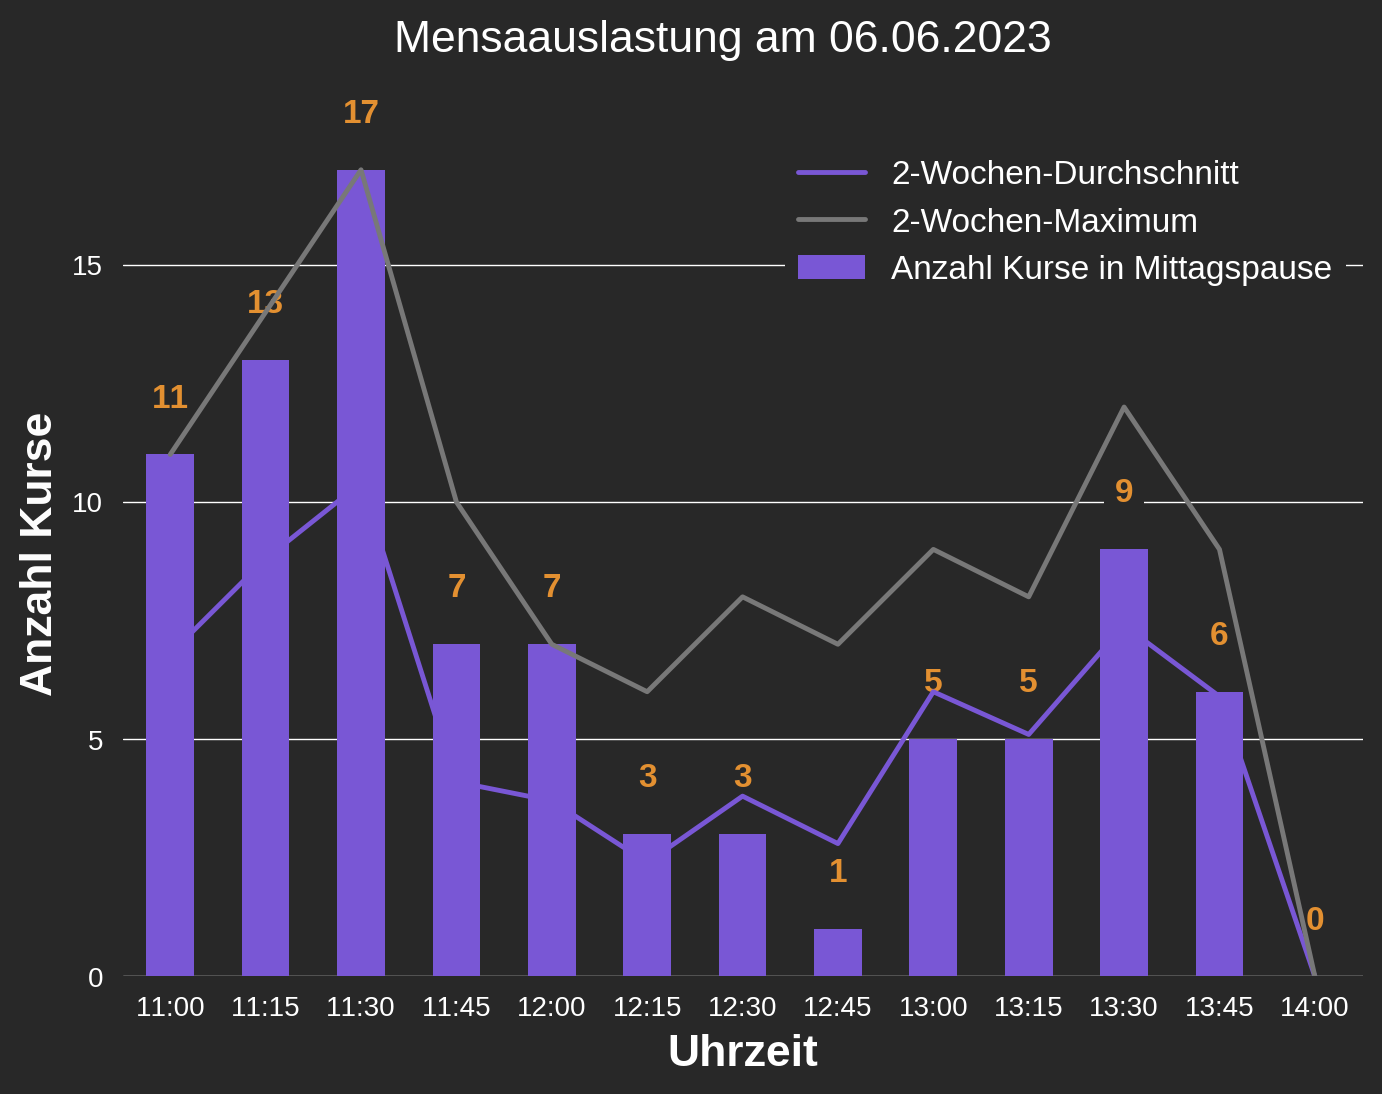 Mensaauslastung am 06.06.2023
17
2-Wochen-Durchschnitt
2-Wochen-Maximum
Anzahl Kurse in Mittagspause
15
13
11
10
9
7
7
6
5
5
5
3
3
1
0
0
Anzahl Kurse
11:00 11:15 11:30 11:45 12:00 12:15 12:30 12:45 13:00 13:15 13:30 13:45 14:00
Uhrzeit